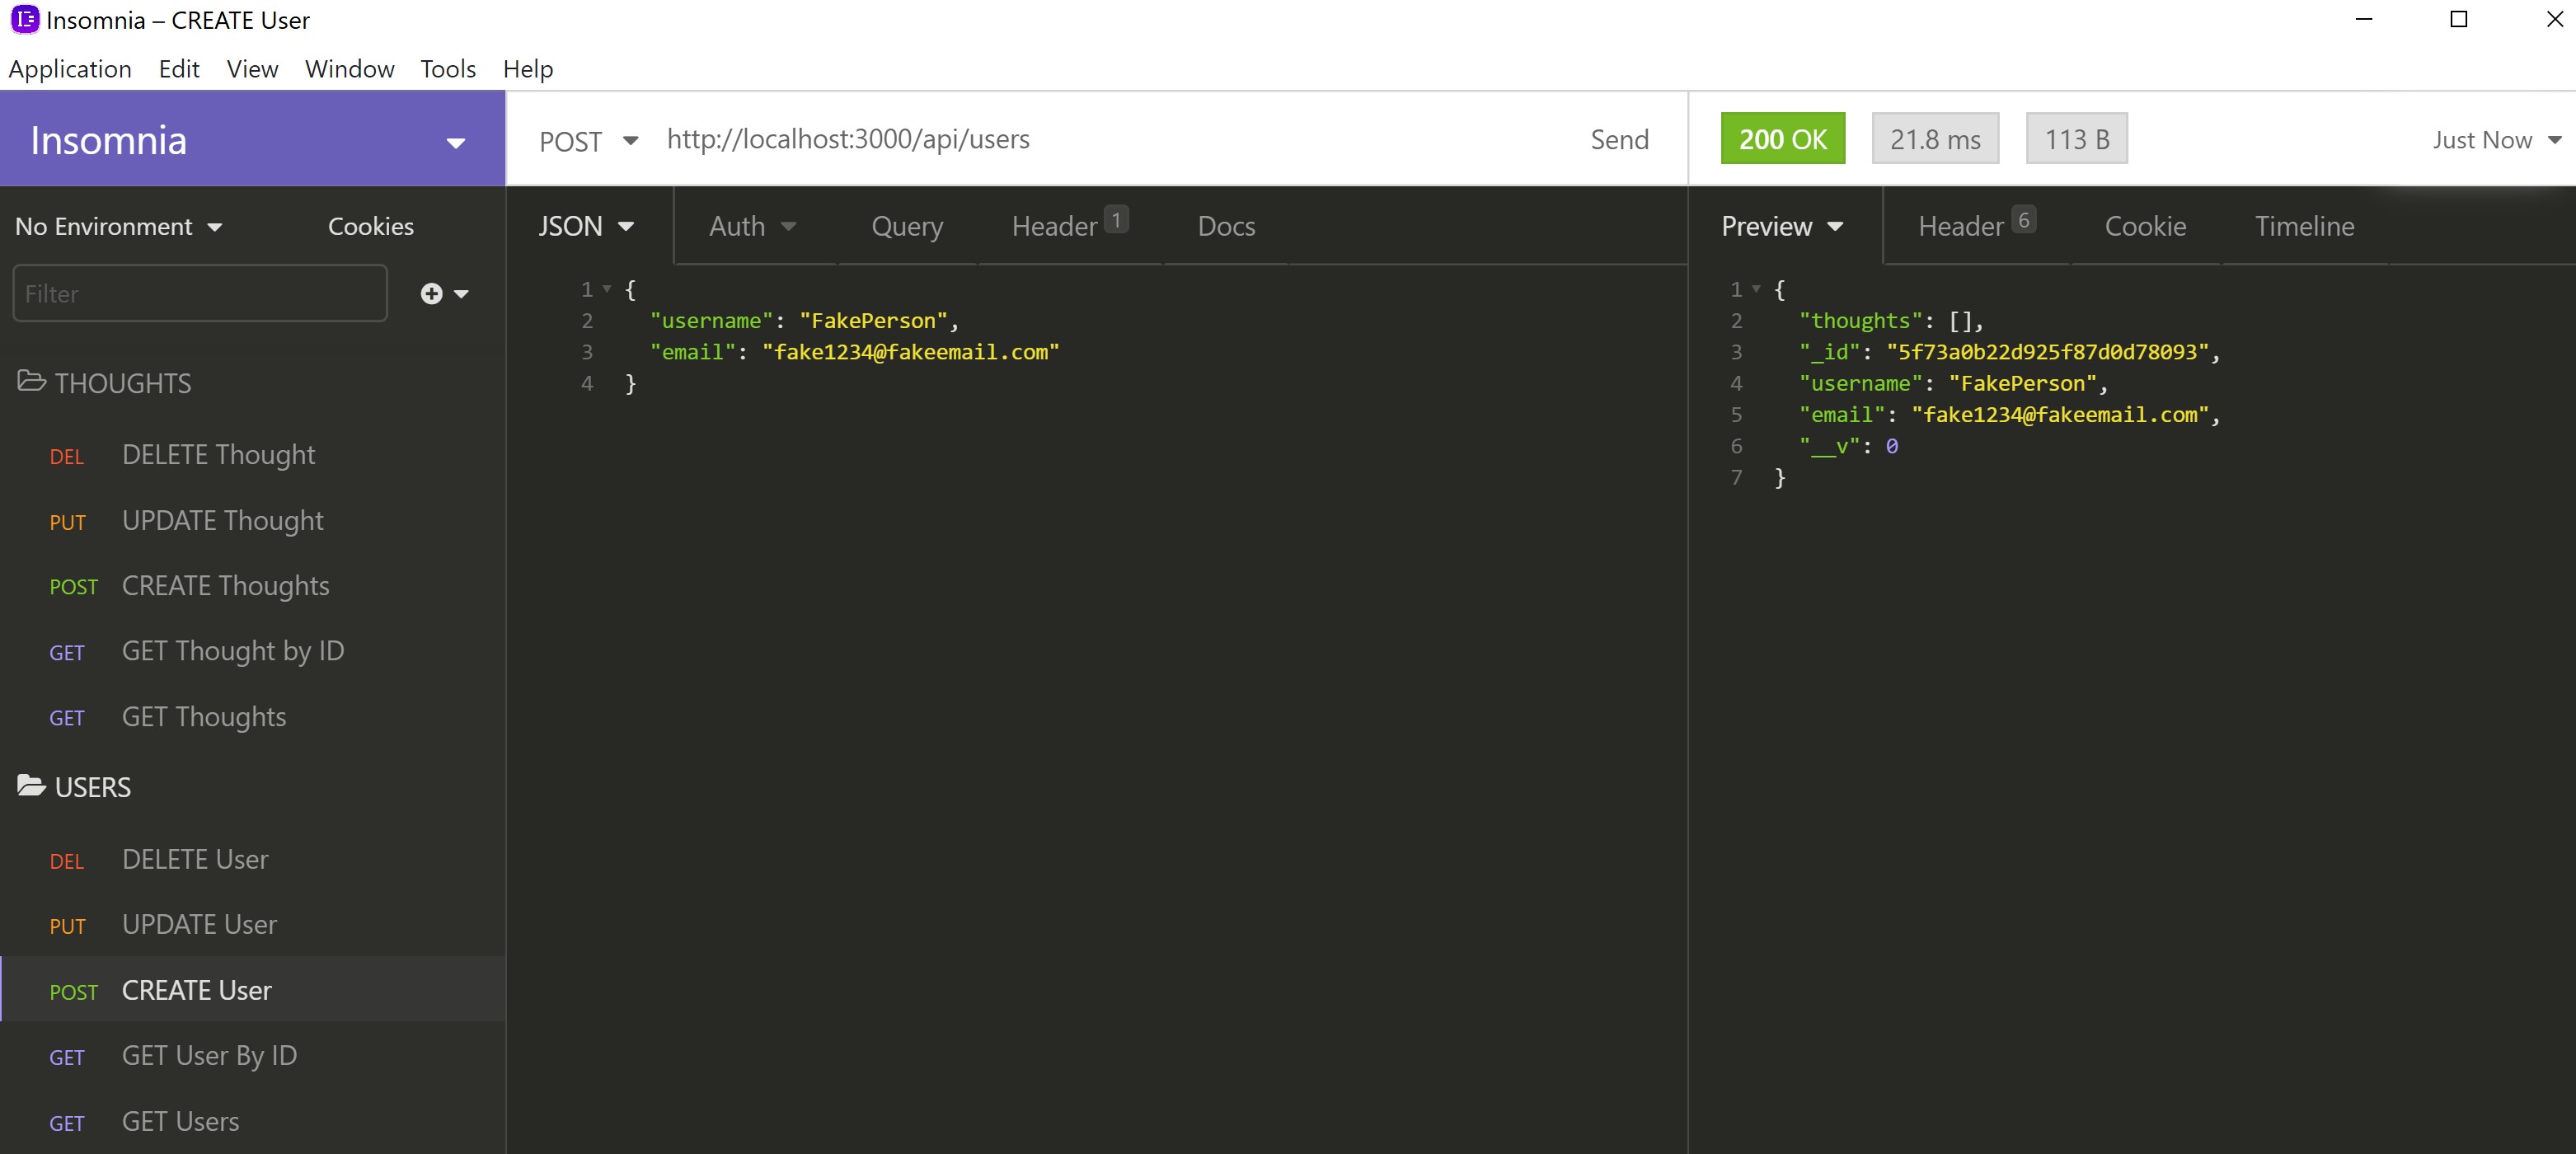 Insomnia – CREATE User
Application Edit View Window Tools Help
Insomnia
POST http://localhost:3000/api/users Send
200 OK 21.8 ms 113 B Just Now
No Environment Cookies
Filter
THOUGHTS
DEL DELETE Thought
PUT UPDATE Thought
POST CREATE Thoughts
GET GET Thought by ID
GET GET Thoughts
USERS
DEL DELETE User
PUT UPDATE User
POST CREATE User
GET GET User By ID
GET GET Users
JSON Auth Query Header 1 Docs
1 {
2 "username": "FakePerson",
3 "email": "fake1234@fakeemail.com"
4 }
Preview Header 6 Cookie Timeline
1 {
2 "thoughts": [],
3 "_id": "5f73a0b22d925f87d0d78093",
4 "username": "FakePerson",
5 "email": "fake1234@fakeemail.com",
6 "__v": 0
7 }